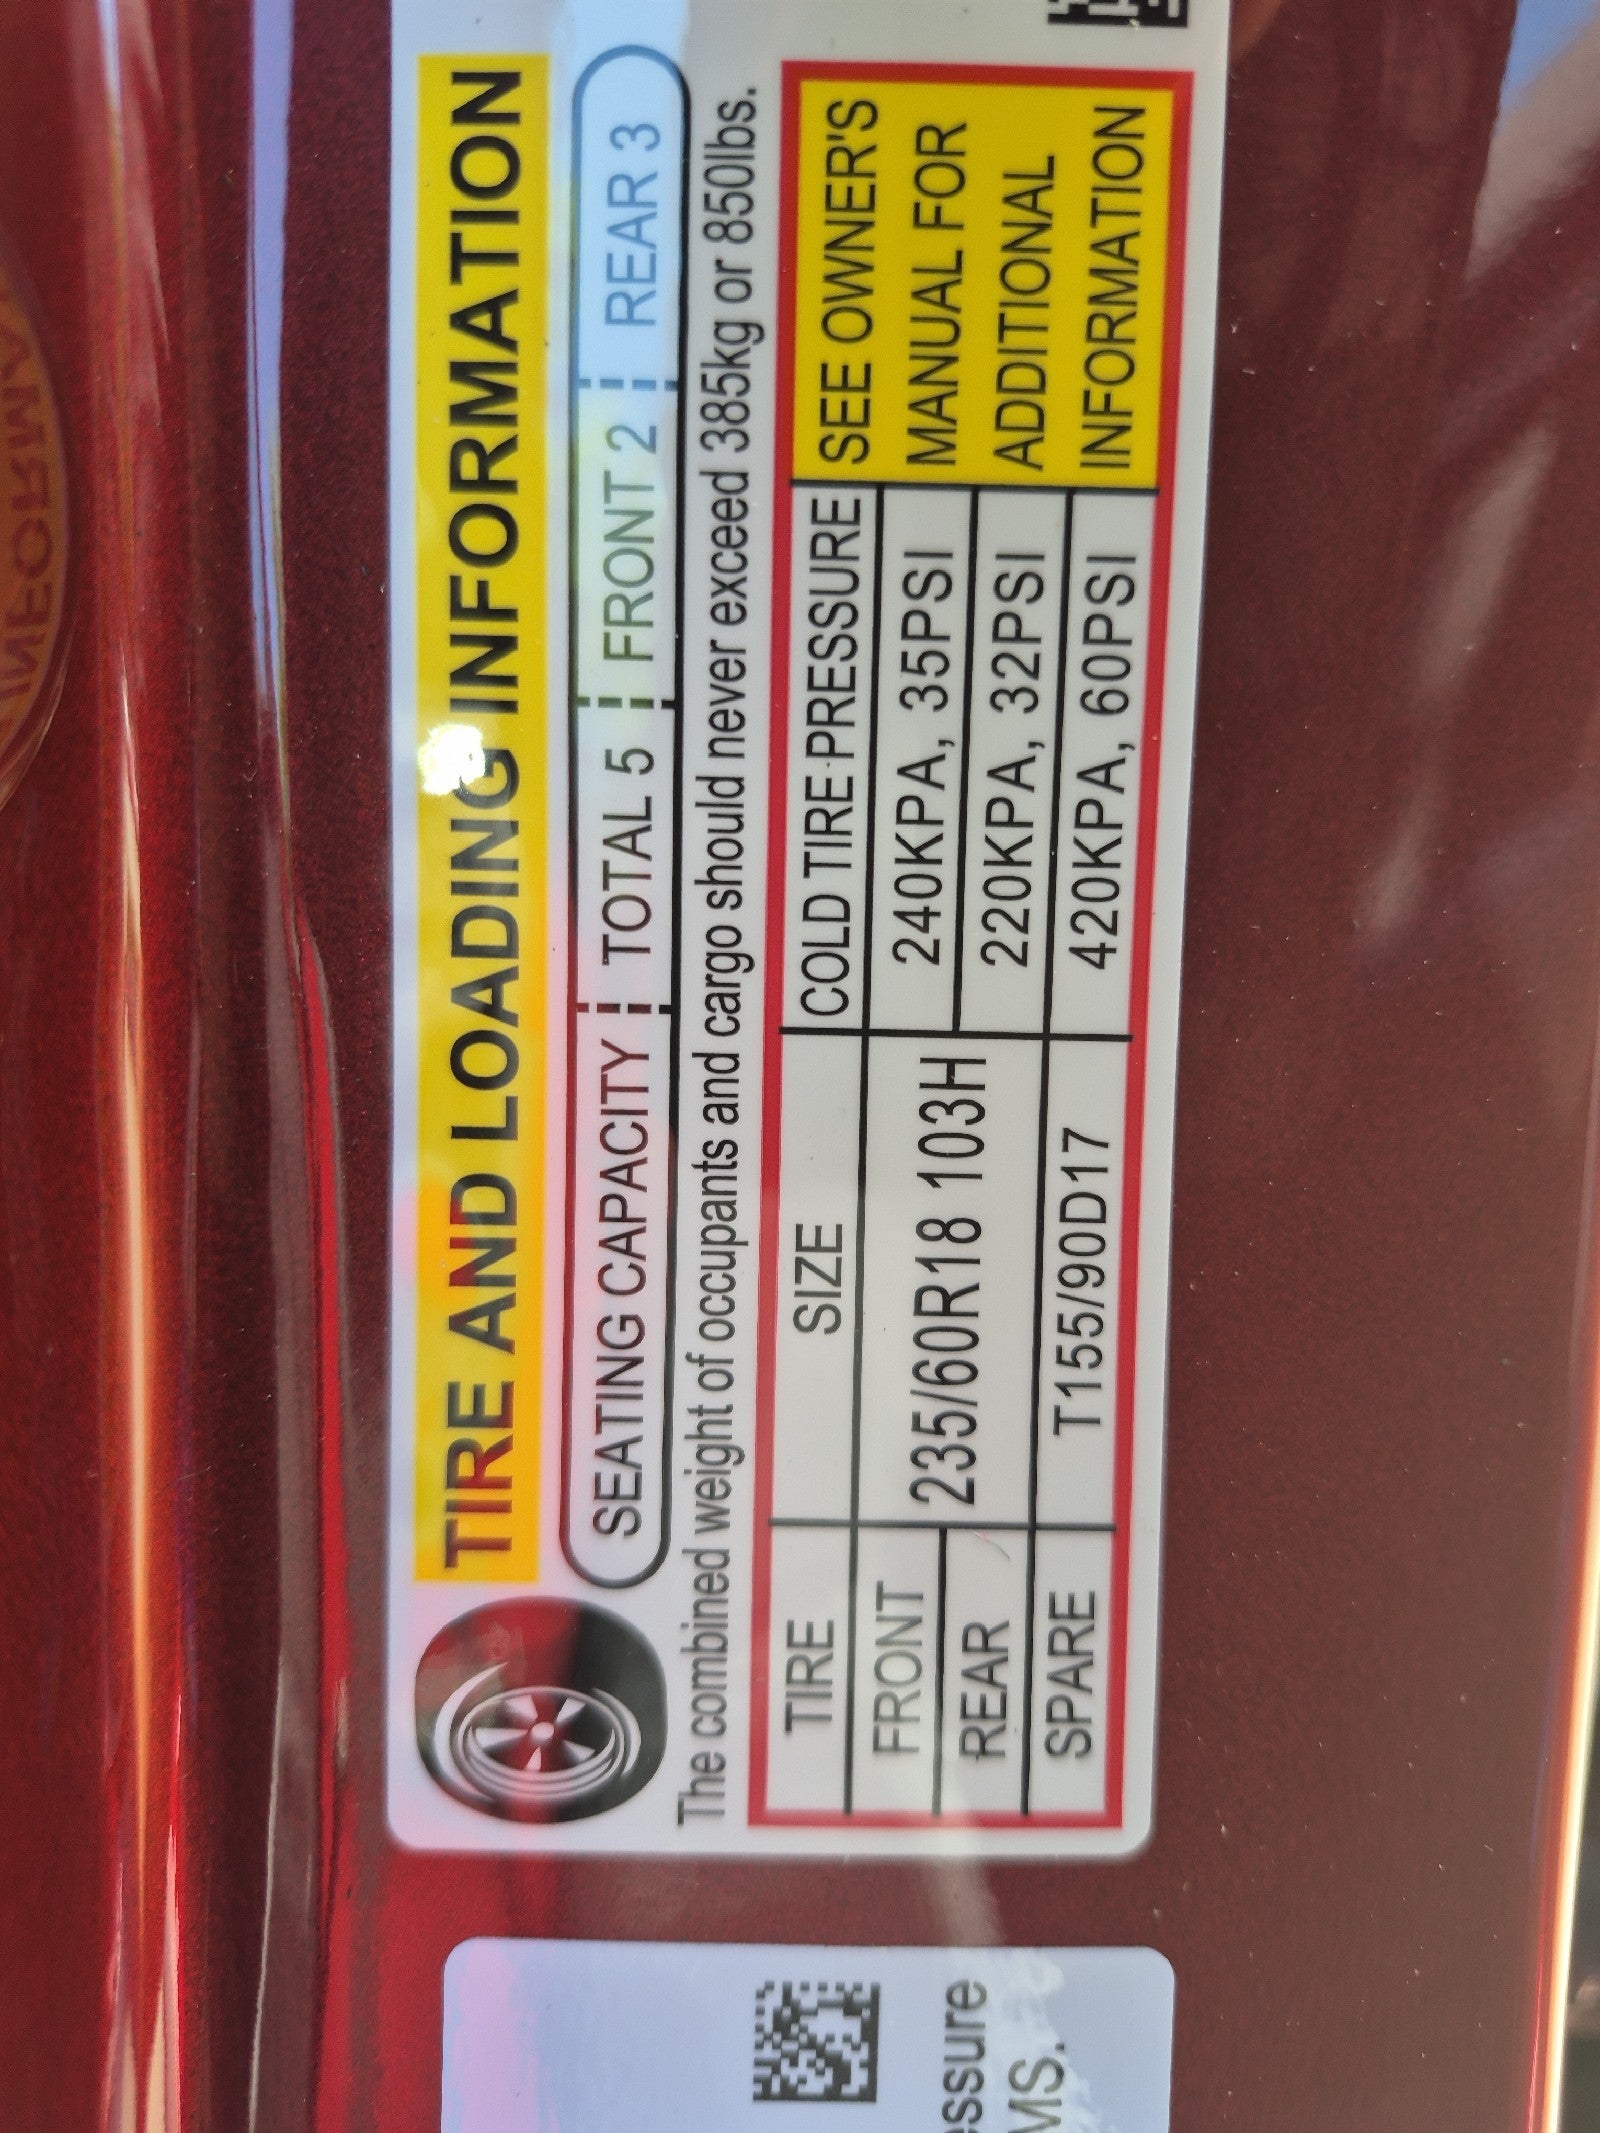 TIRE AND LOADING INFORMATION
SEATING CAPACITY TOTAL 5 FRONT 2 REAR 3
The combined weight of occupants and cargo should never exceed 385kg or 850lbs.
TIRE SIZE COLD TIRE PRESSURE
FRONT 235/60R18 103H 240KPA, 35PSI
REAR 220KPA, 32PSI
SPARE T155/90D17 420KPA, 60PSI
SEE OWNER'S
MANUAL FOR
ADDITIONAL
INFORMATION